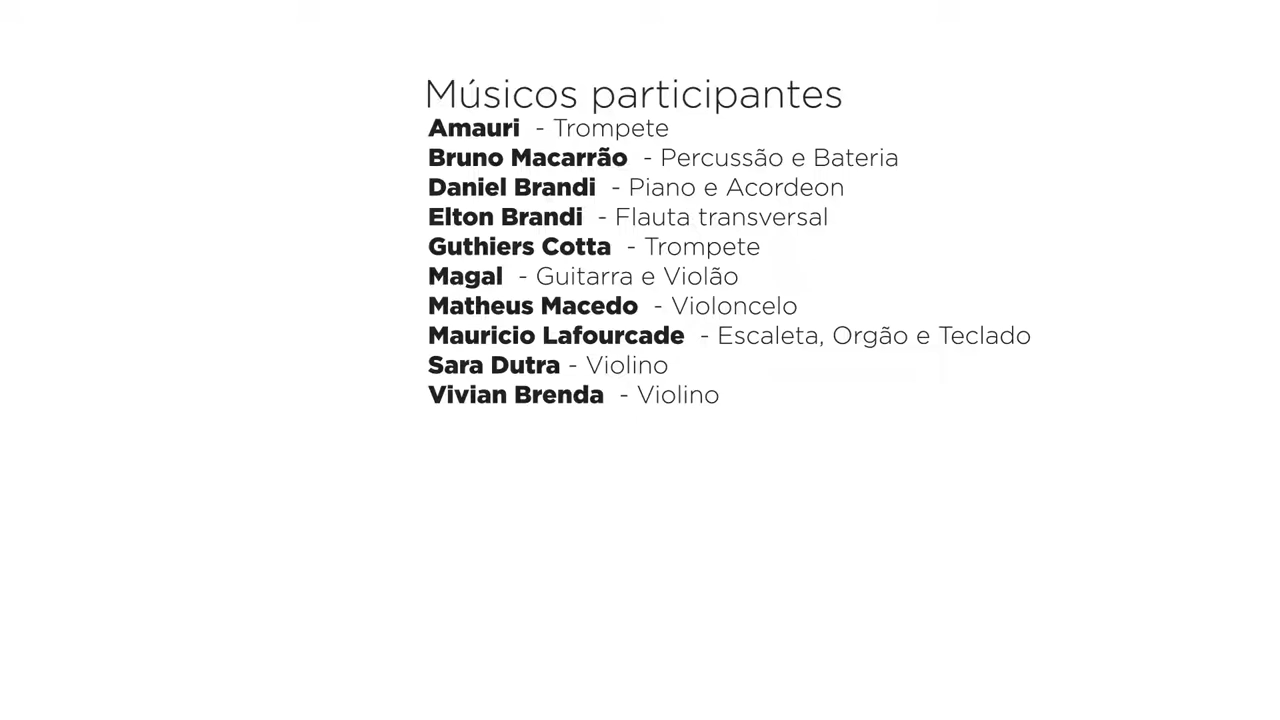 Músicos participantes
Amauri - Trompete
Bruno Macarrão - Percussão e Bateria
Daniel Brandi - Piano e Acordeon
Elton Brandi - Flauta transversal
Guthiers Cotta - Trompete
Magal - Guitarra e Violão
Matheus Macedo - Violoncelo
Mauricio Lafourcade - Escaleta, Orgão e Teclado
Sara Dutra - Violino
Vivian Brenda - Violino